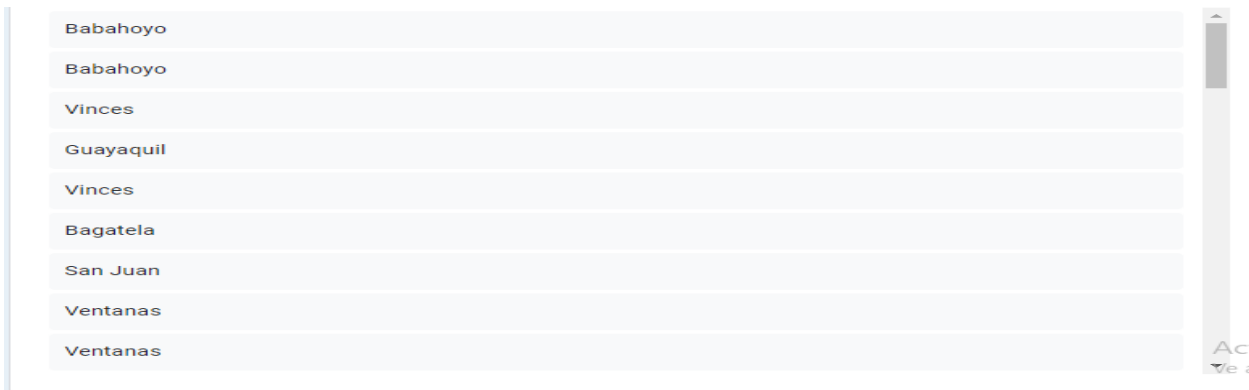 Babahoyo
Babahoyo
Vinces
Guayaquil
Vinces
Bagatela
San Juan
Ventanas
Ventanas